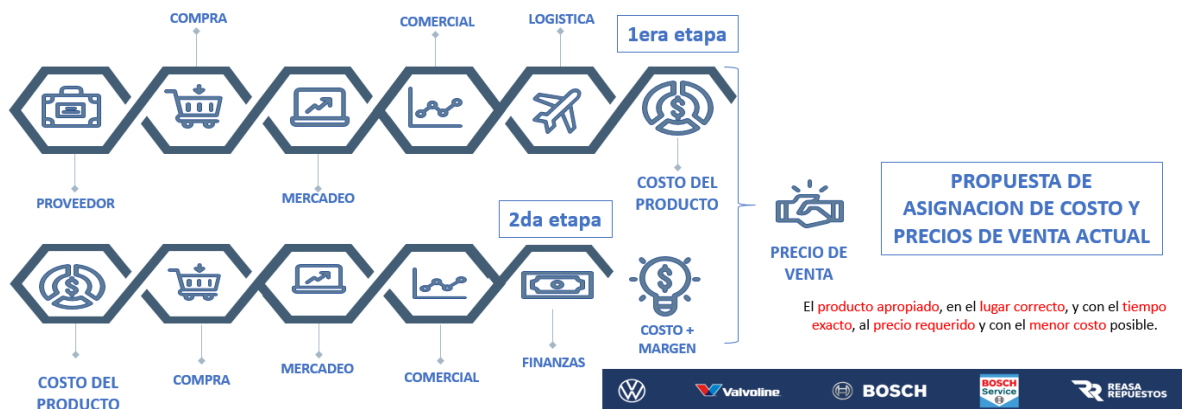 COMPRA
COMERCIAL
LOGISTICA
1era etapa
PROVEEDOR
MERCADEO
COSTO DEL
PRODUCTO
2da etapa
COSTO DEL
PRODUCTO
COMPRA
MERCADEO
COMERCIAL
FINANZAS
COSTO +
MARGEN
PRECIO DE
VENTA
PROPUESTA DE
ASIGNACION DE COSTO Y
PRECIOS DE VENTA ACTUAL
El producto apropiado, en el lugar correcto, y con el tiempo
exacto, al precio requerido y con el menor costo posible.
Valvoline
BOSCH
BOSCH
Service
REASA
REPUESTOS